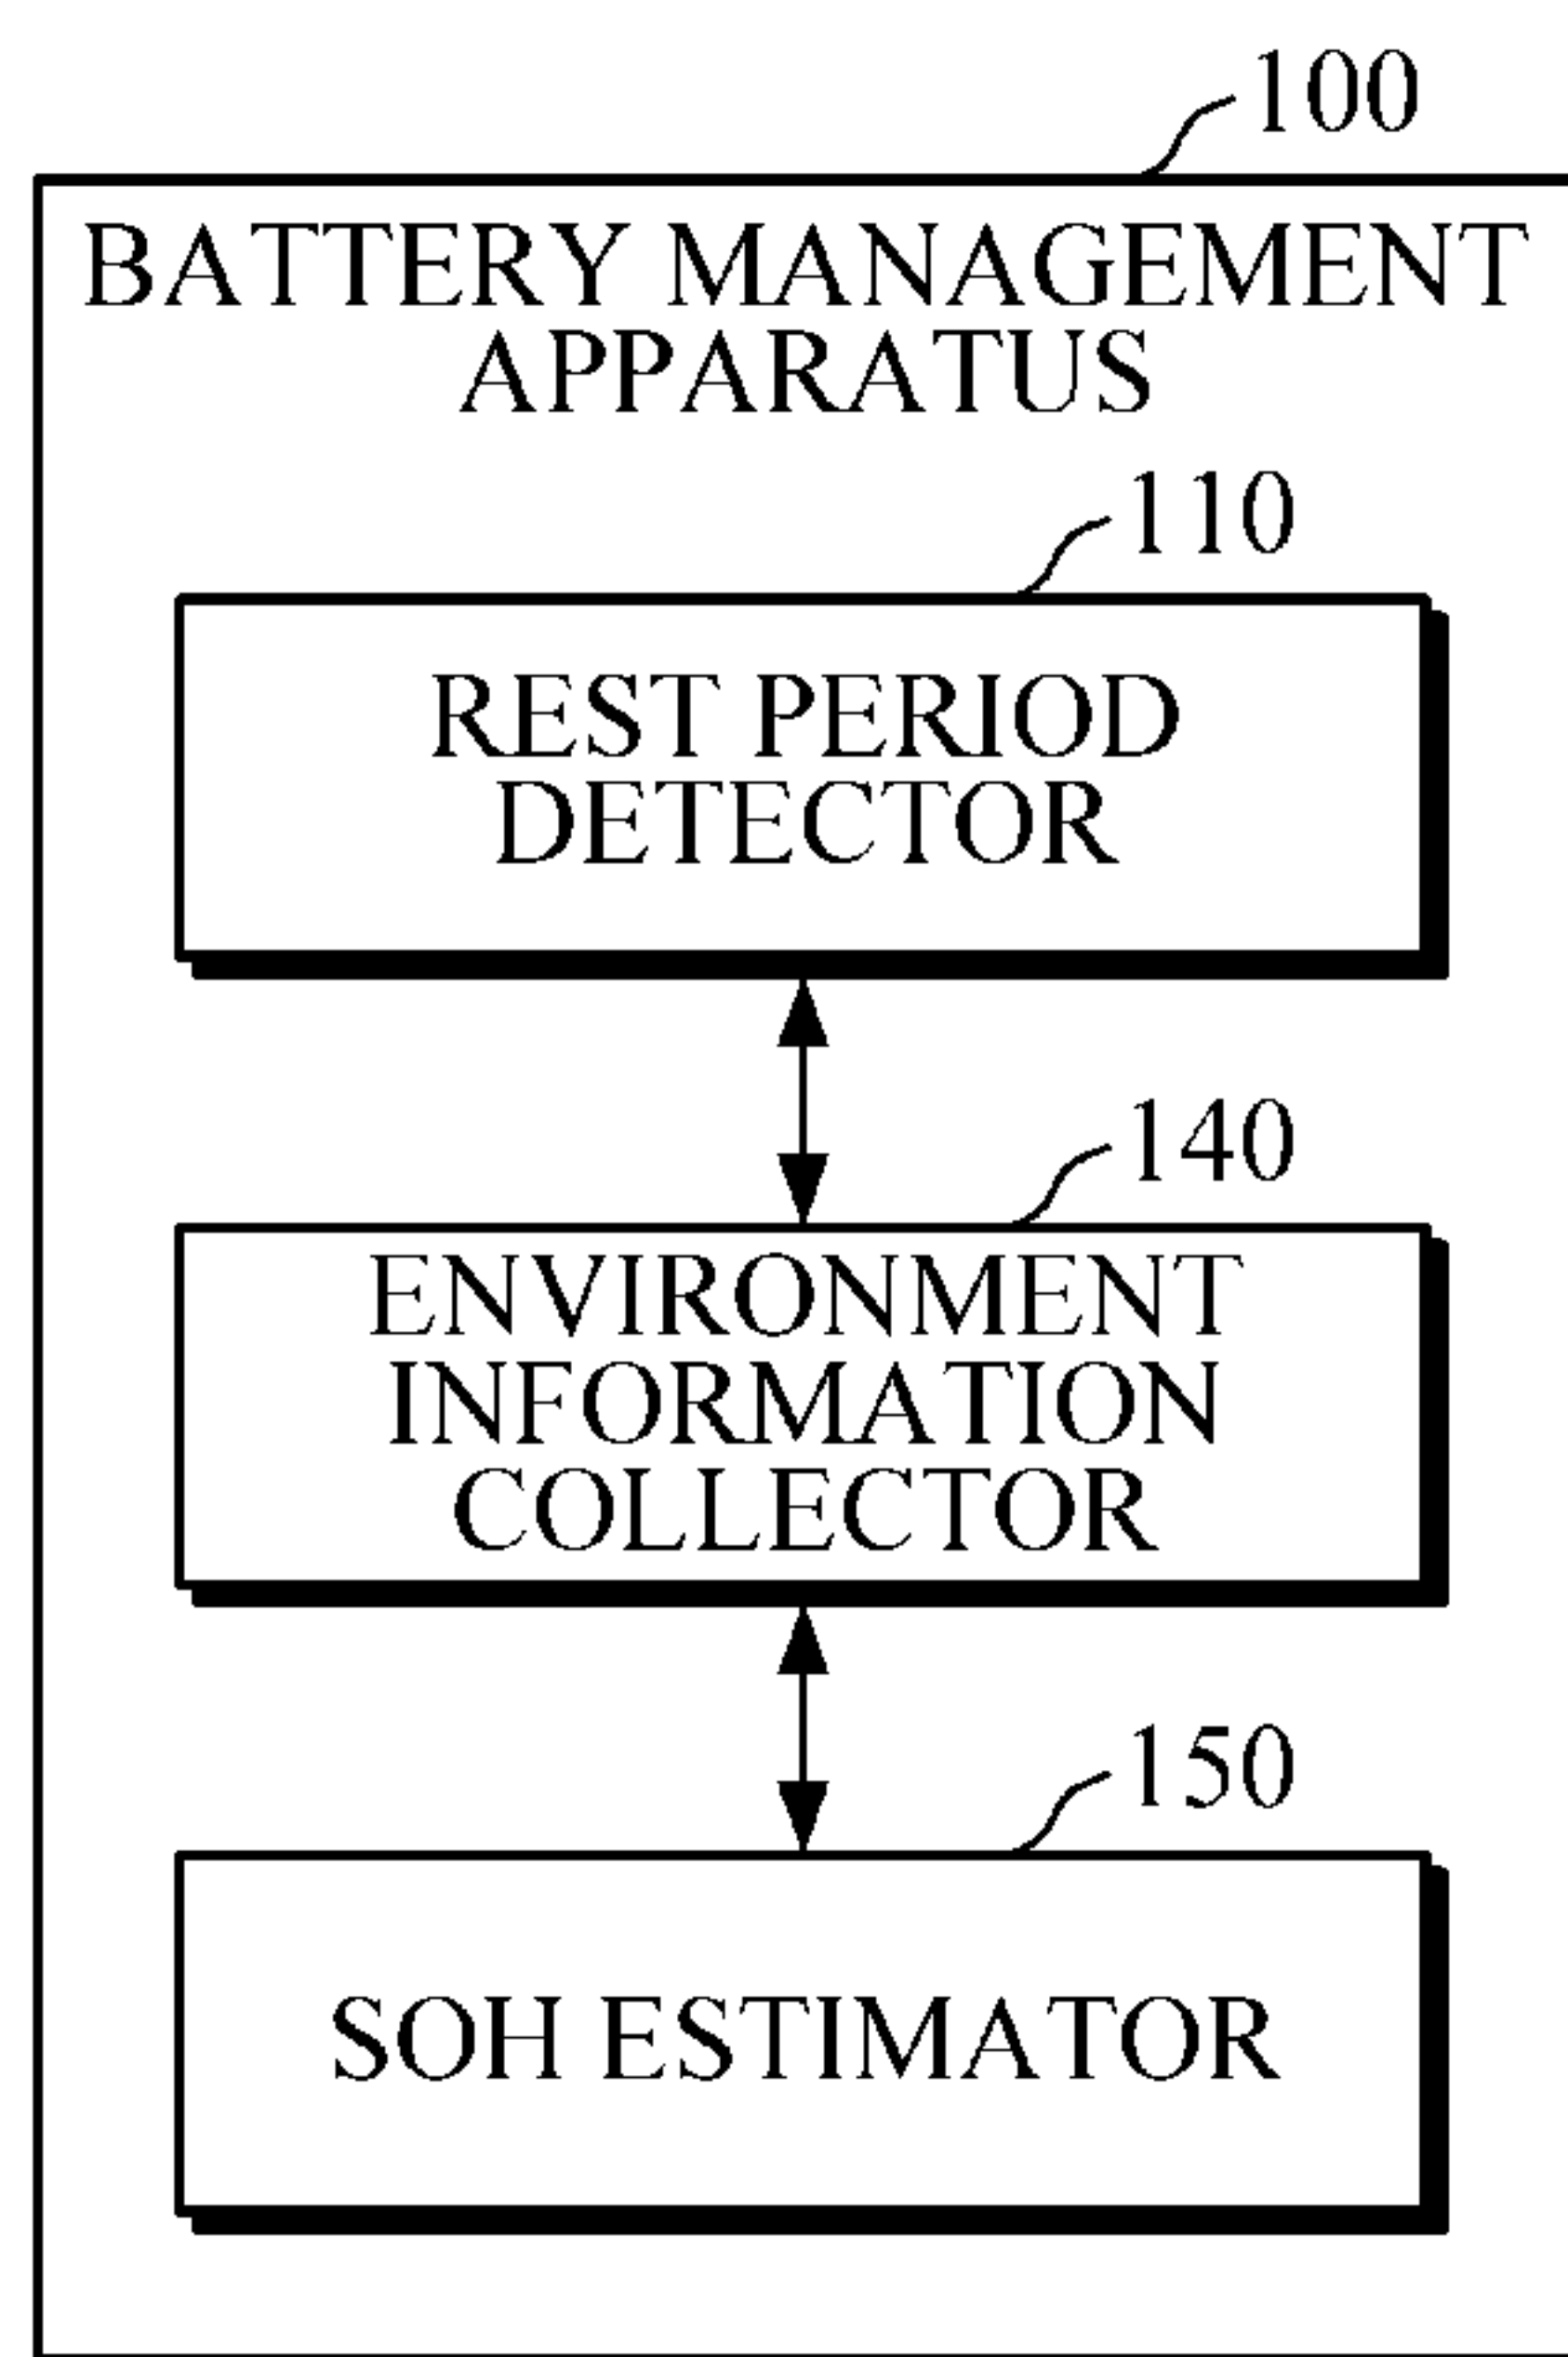 100
BATTERY MANAGEMENT
APPARATUS
110
REST PERIOD
DETECTOR
140
ENVIRONMENT
INFORMATION
COLLECTOR
150
SOH ESTIMATOR